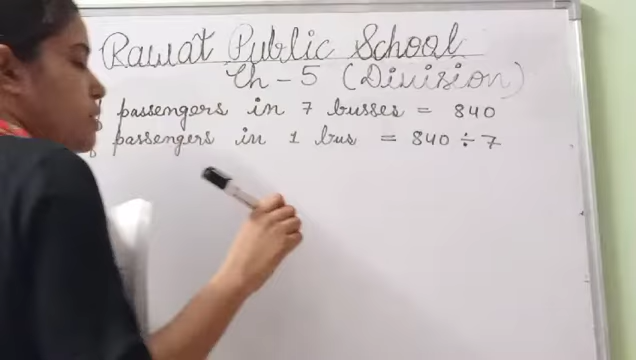 Rawat Public School
Ch - 5 (Division)
passengers in 7 busses = 840
passengers in 1 bus = 840 ÷ 7